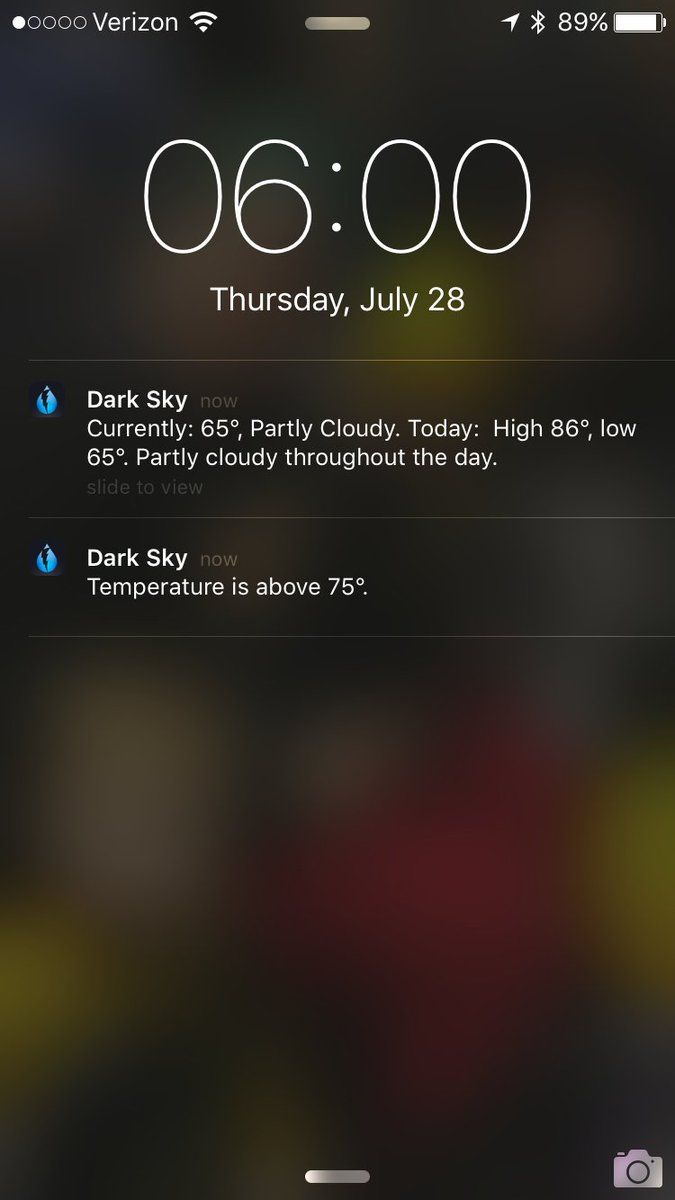 Verizon 89%
06:00
Thursday, July 28
Dark Sky now
Currently: 65°, Partly Cloudy. Today:  High 86°, low
65°. Partly cloudy throughout the day.
slide to view
Dark Sky now
Temperature is above 75°.